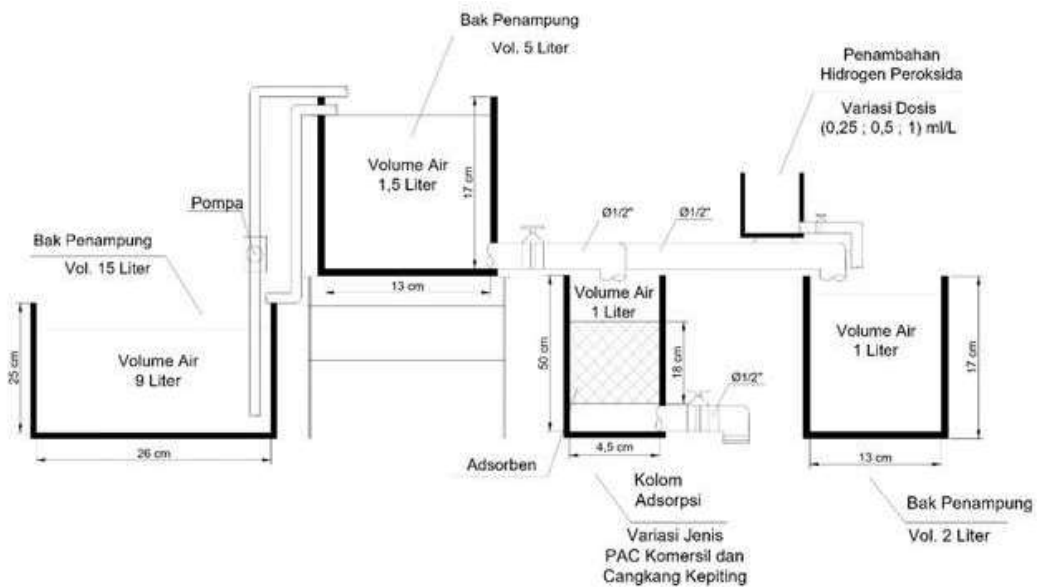 Bak Penampung
Vol. 5 Liter
Penambahan
Hidrogen Peroksida
Variasi Dosis
(0,25 ; 0,5 ; 1) ml/L
Volume Air
1,5 Liter
17 cm
Pompa
Ø1/2"
Ø1/2"
Bak Penampung
Vol. 15 Liter
13 cm
Volume Air
1 Liter
Volume Air
9 Liter
25 cm
50 cm
18 cm
Ø1/2"
Volume Air
1 Liter
17 cm
26 cm
Adsorben
4,5 cm
13 cm
Kolom
Adsorpsi
Variasi Jenis
PAC Komersil dan
Cangkang Kepiting
Bak Penampung
Vol. 2 Liter